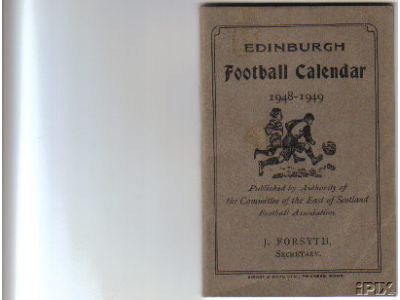 EDINBURGH
Football Calendar
1948-1949
Published by Authority of
the Committee of the East of Scotland
Football Association
J. FORSYTH,
SECRETARY.
iPIX